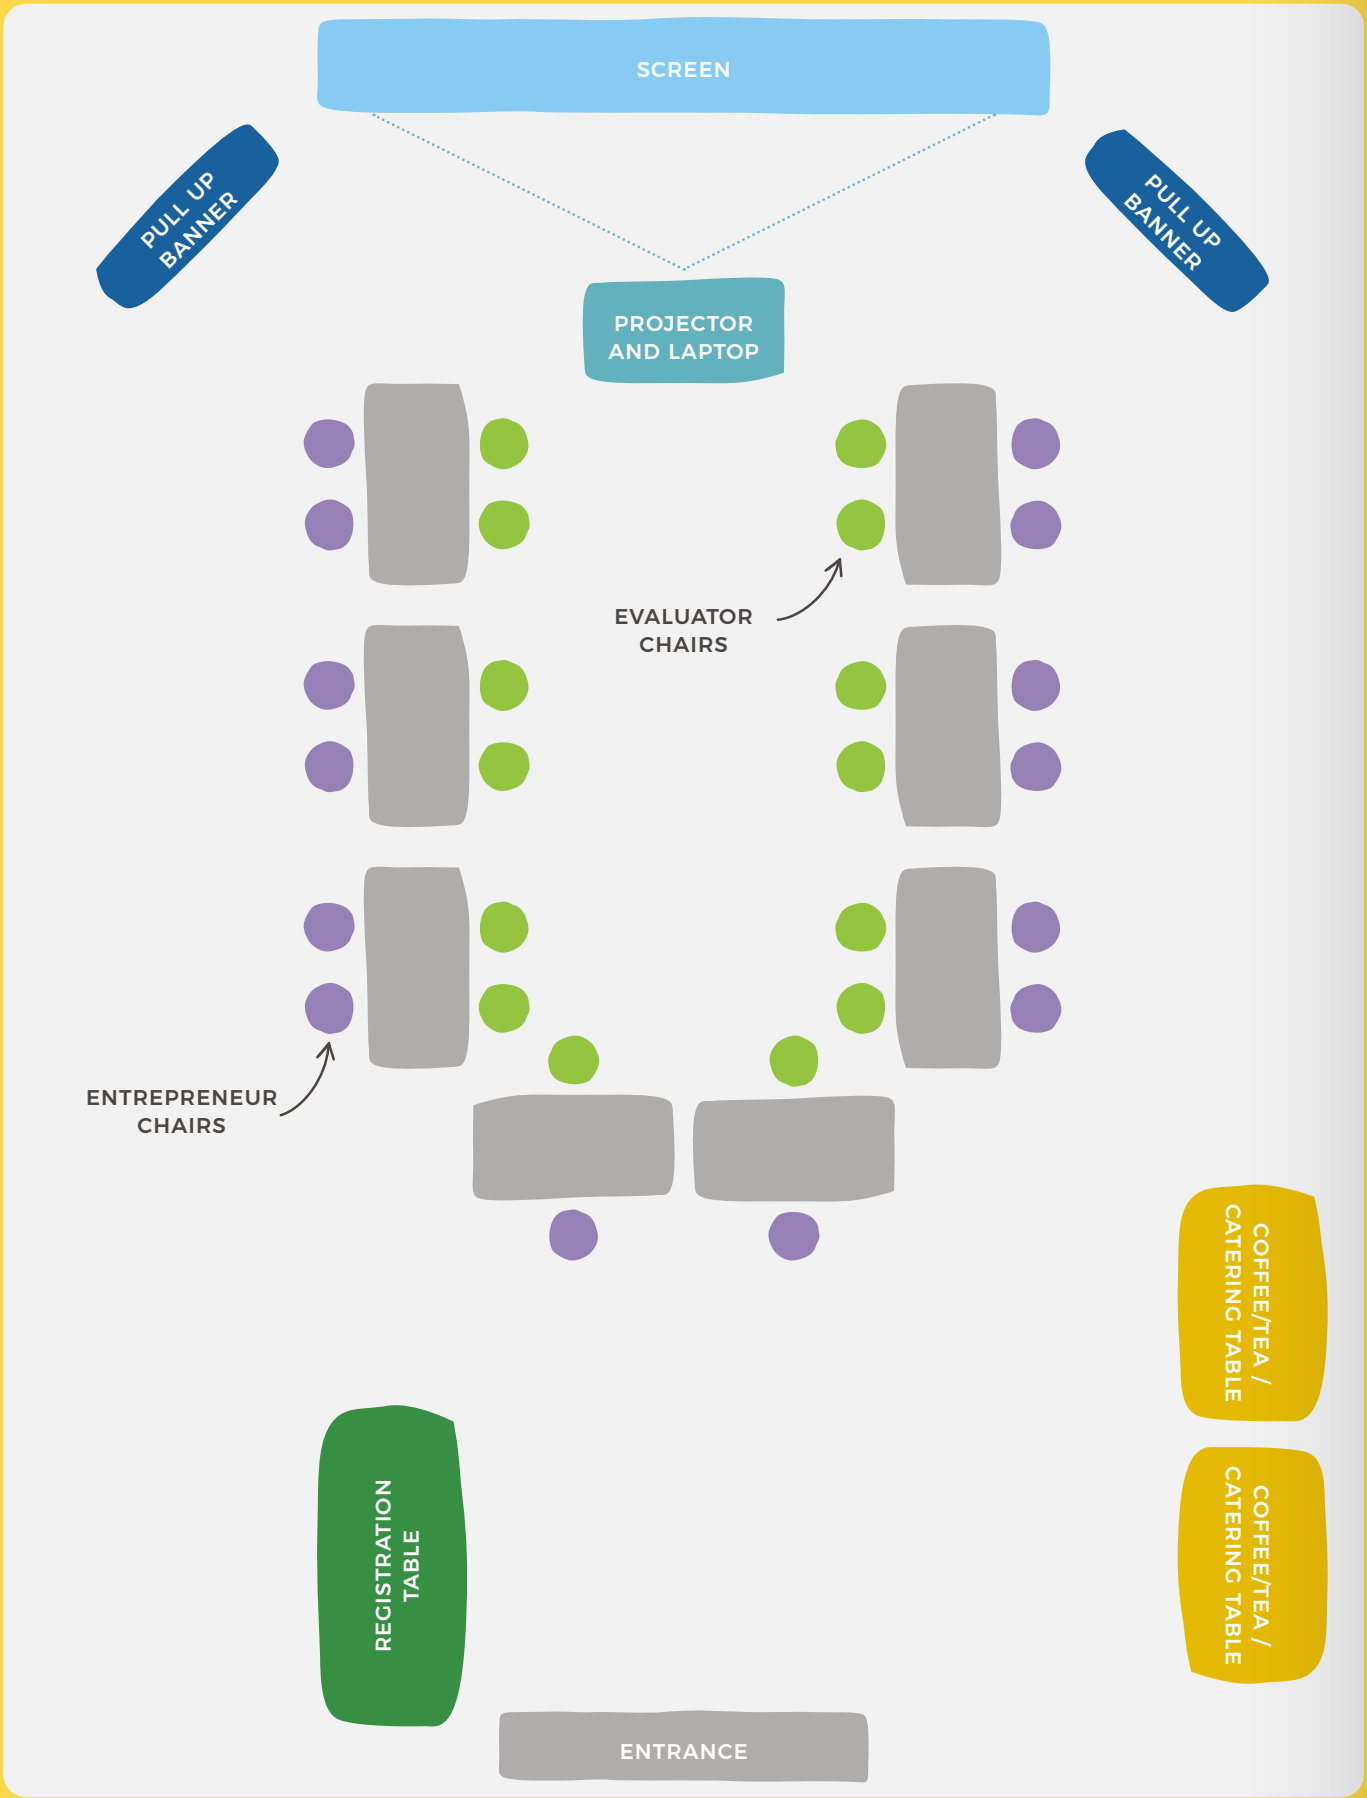 SCREEN
PULL UP
BANNER
PULL UP
BANNER
PROJECTOR
AND LAPTOP
EVALUATOR
CHAIRS
ENTREPRENEUR
CHAIRS
COFFEE/TEA /
CATERING TABLE
COFFEE/TEA /
CATERING TABLE
REGISTRATION
TABLE
ENTRANCE